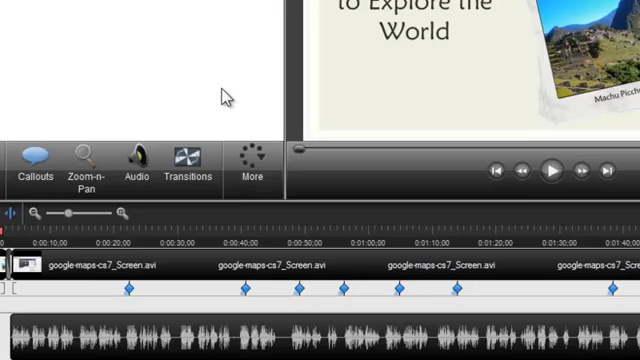 to Explore the
World
Machu Picchu
Callouts
Zoom-n-
Pan
Audio
Transitions
More
0:00:10;00
0:00:20;00
0:00:30;00
0:00:40;00
0:00:50;00
0:01:00;00
0:01:10;00
0:01:20;00
0:01:30;00
0:01:40;00
google-maps-cs7_Screen.avi
google-maps-cs7_Screen.avi
google-maps-cs7_Screen.avi
google-maps-cs7_Scree